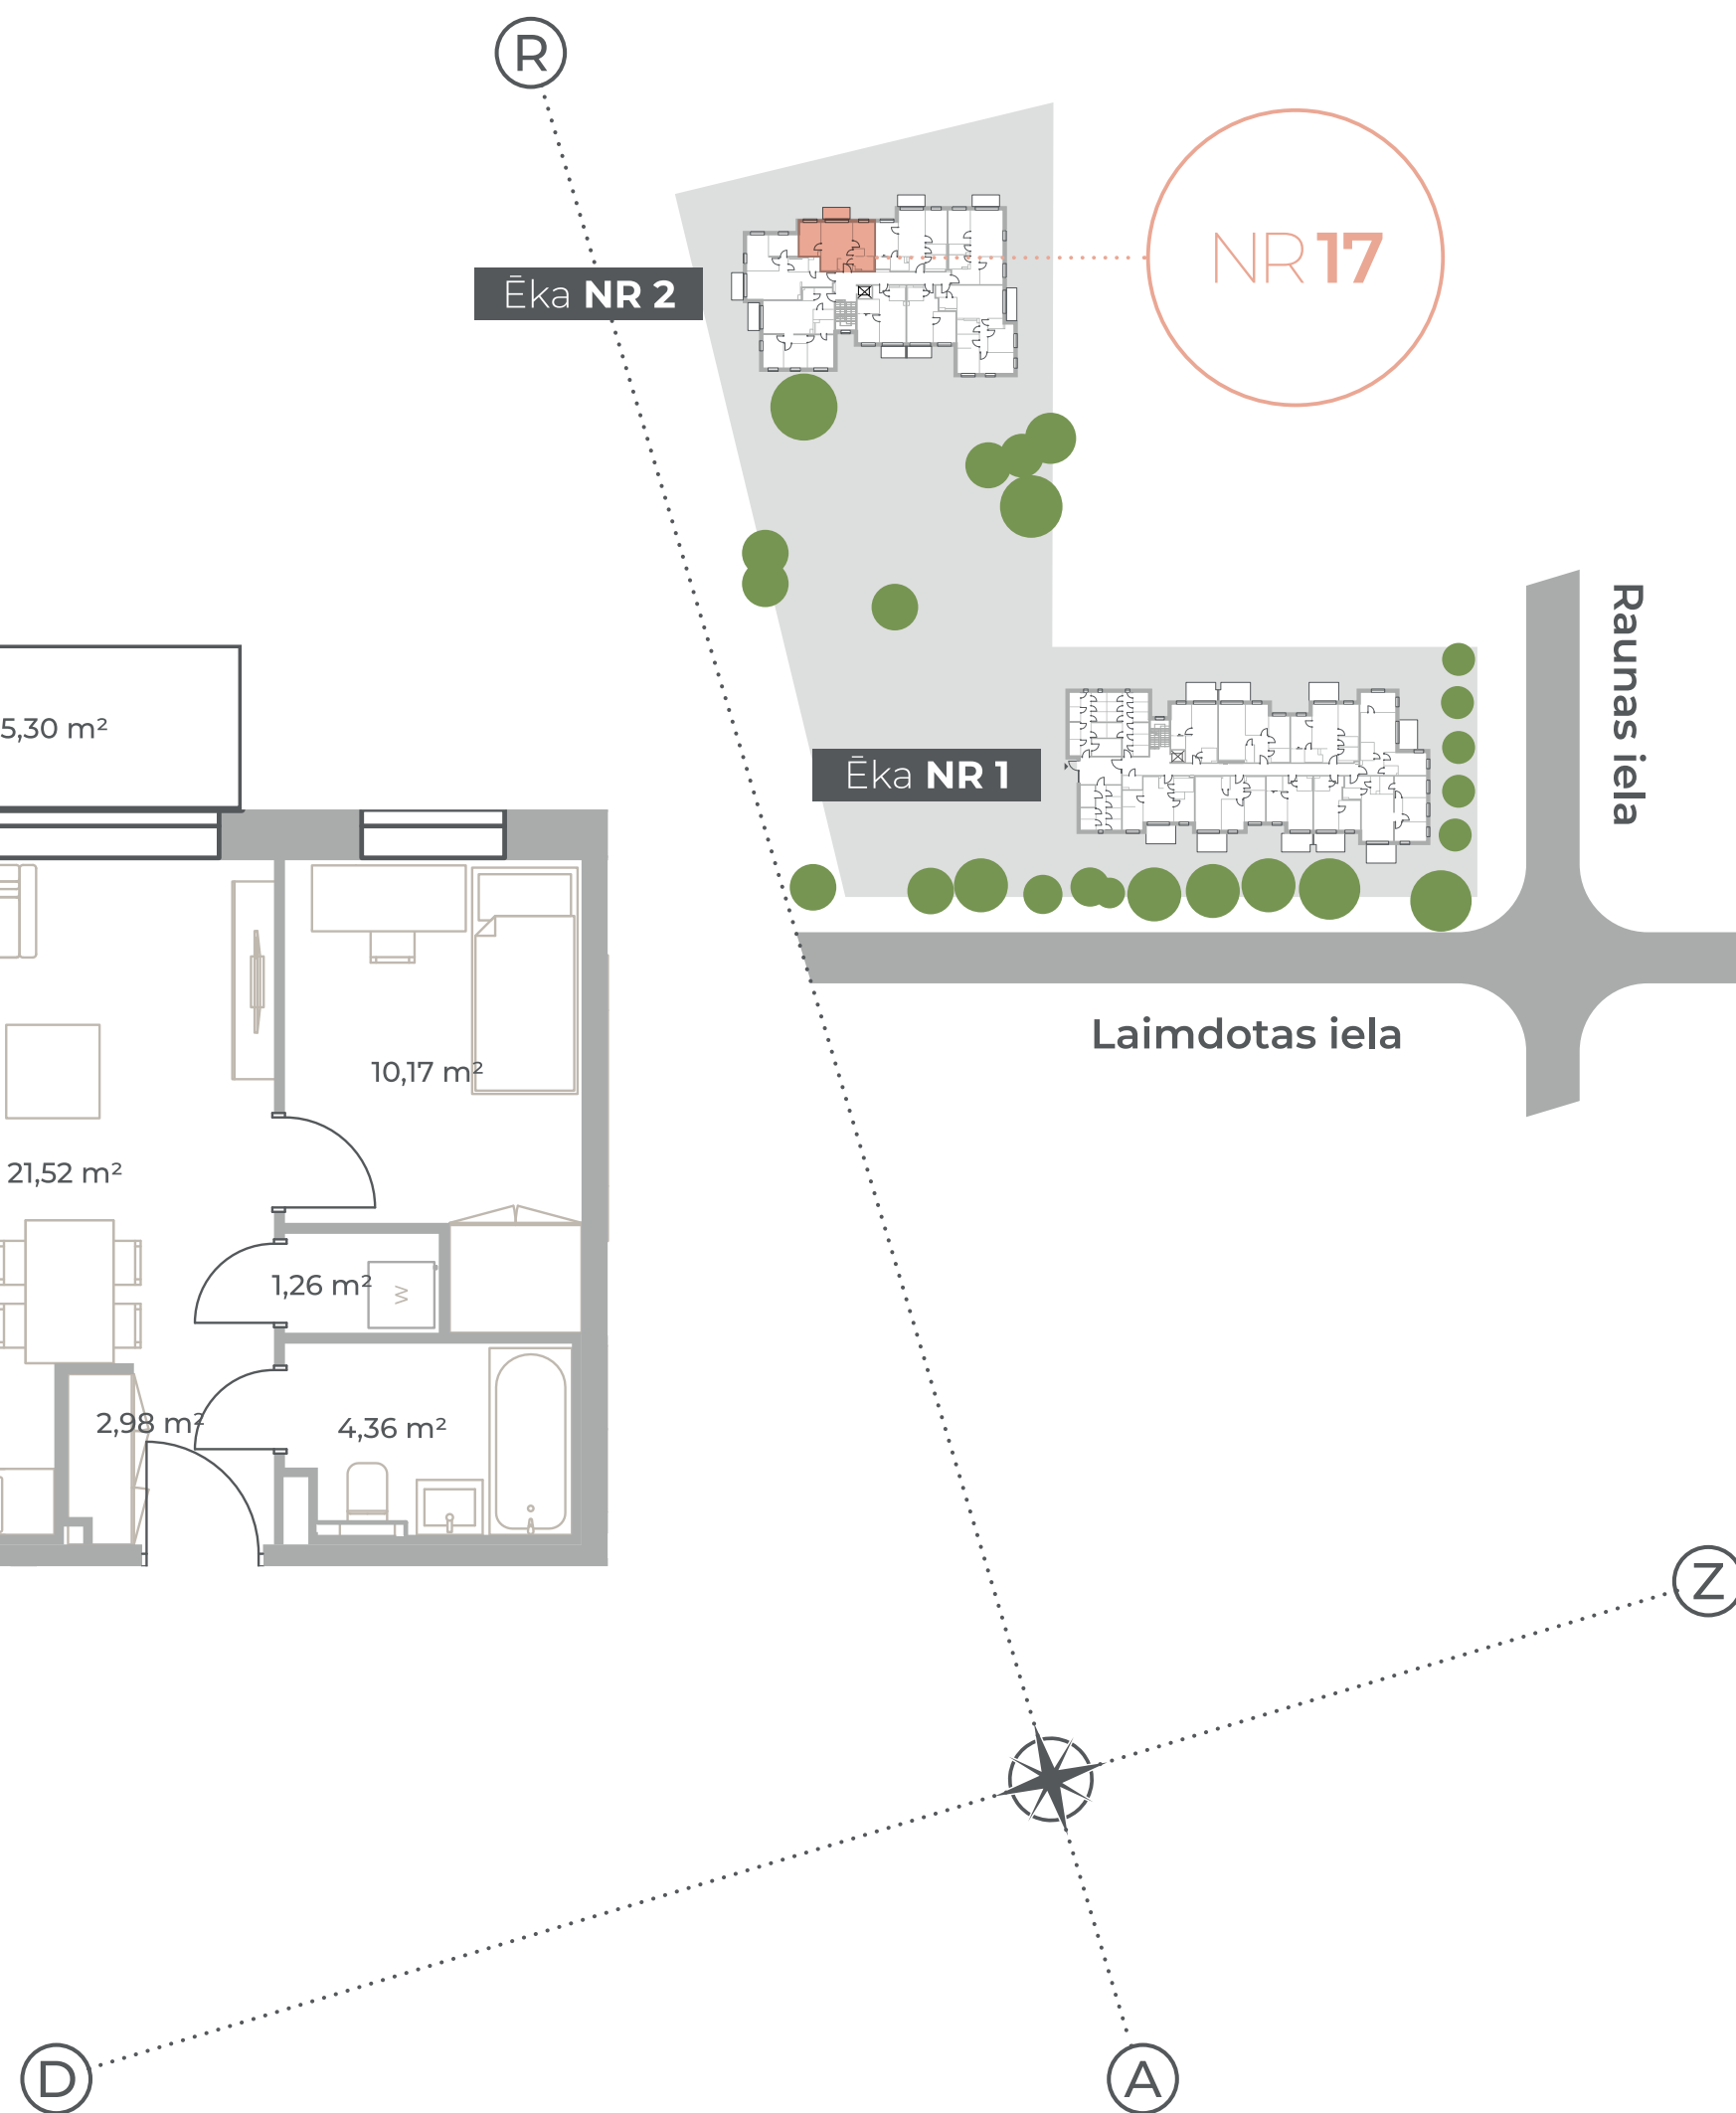 R
NR 17
Ēka NR 2
Raunas iela
5,30 m²
Ēka NR 1
Laimdotas iela
10,17 m²
21,52 m²
1,26 m²
W
2,98 m²
4,36 m²
Z
D
A